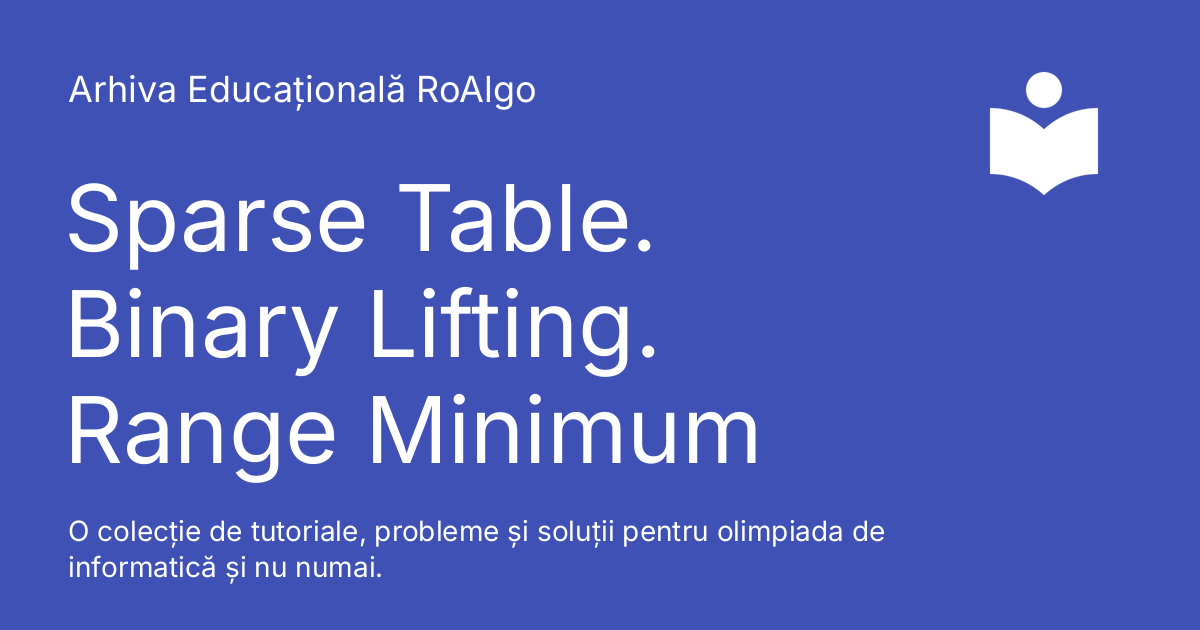 Arhiva Educațională RoAlgo
Sparse Table.
Binary Lifting.
Range Minimum
O colecție de tutoriale, probleme și soluții pentru olimpiada de
informatică și nu numai.